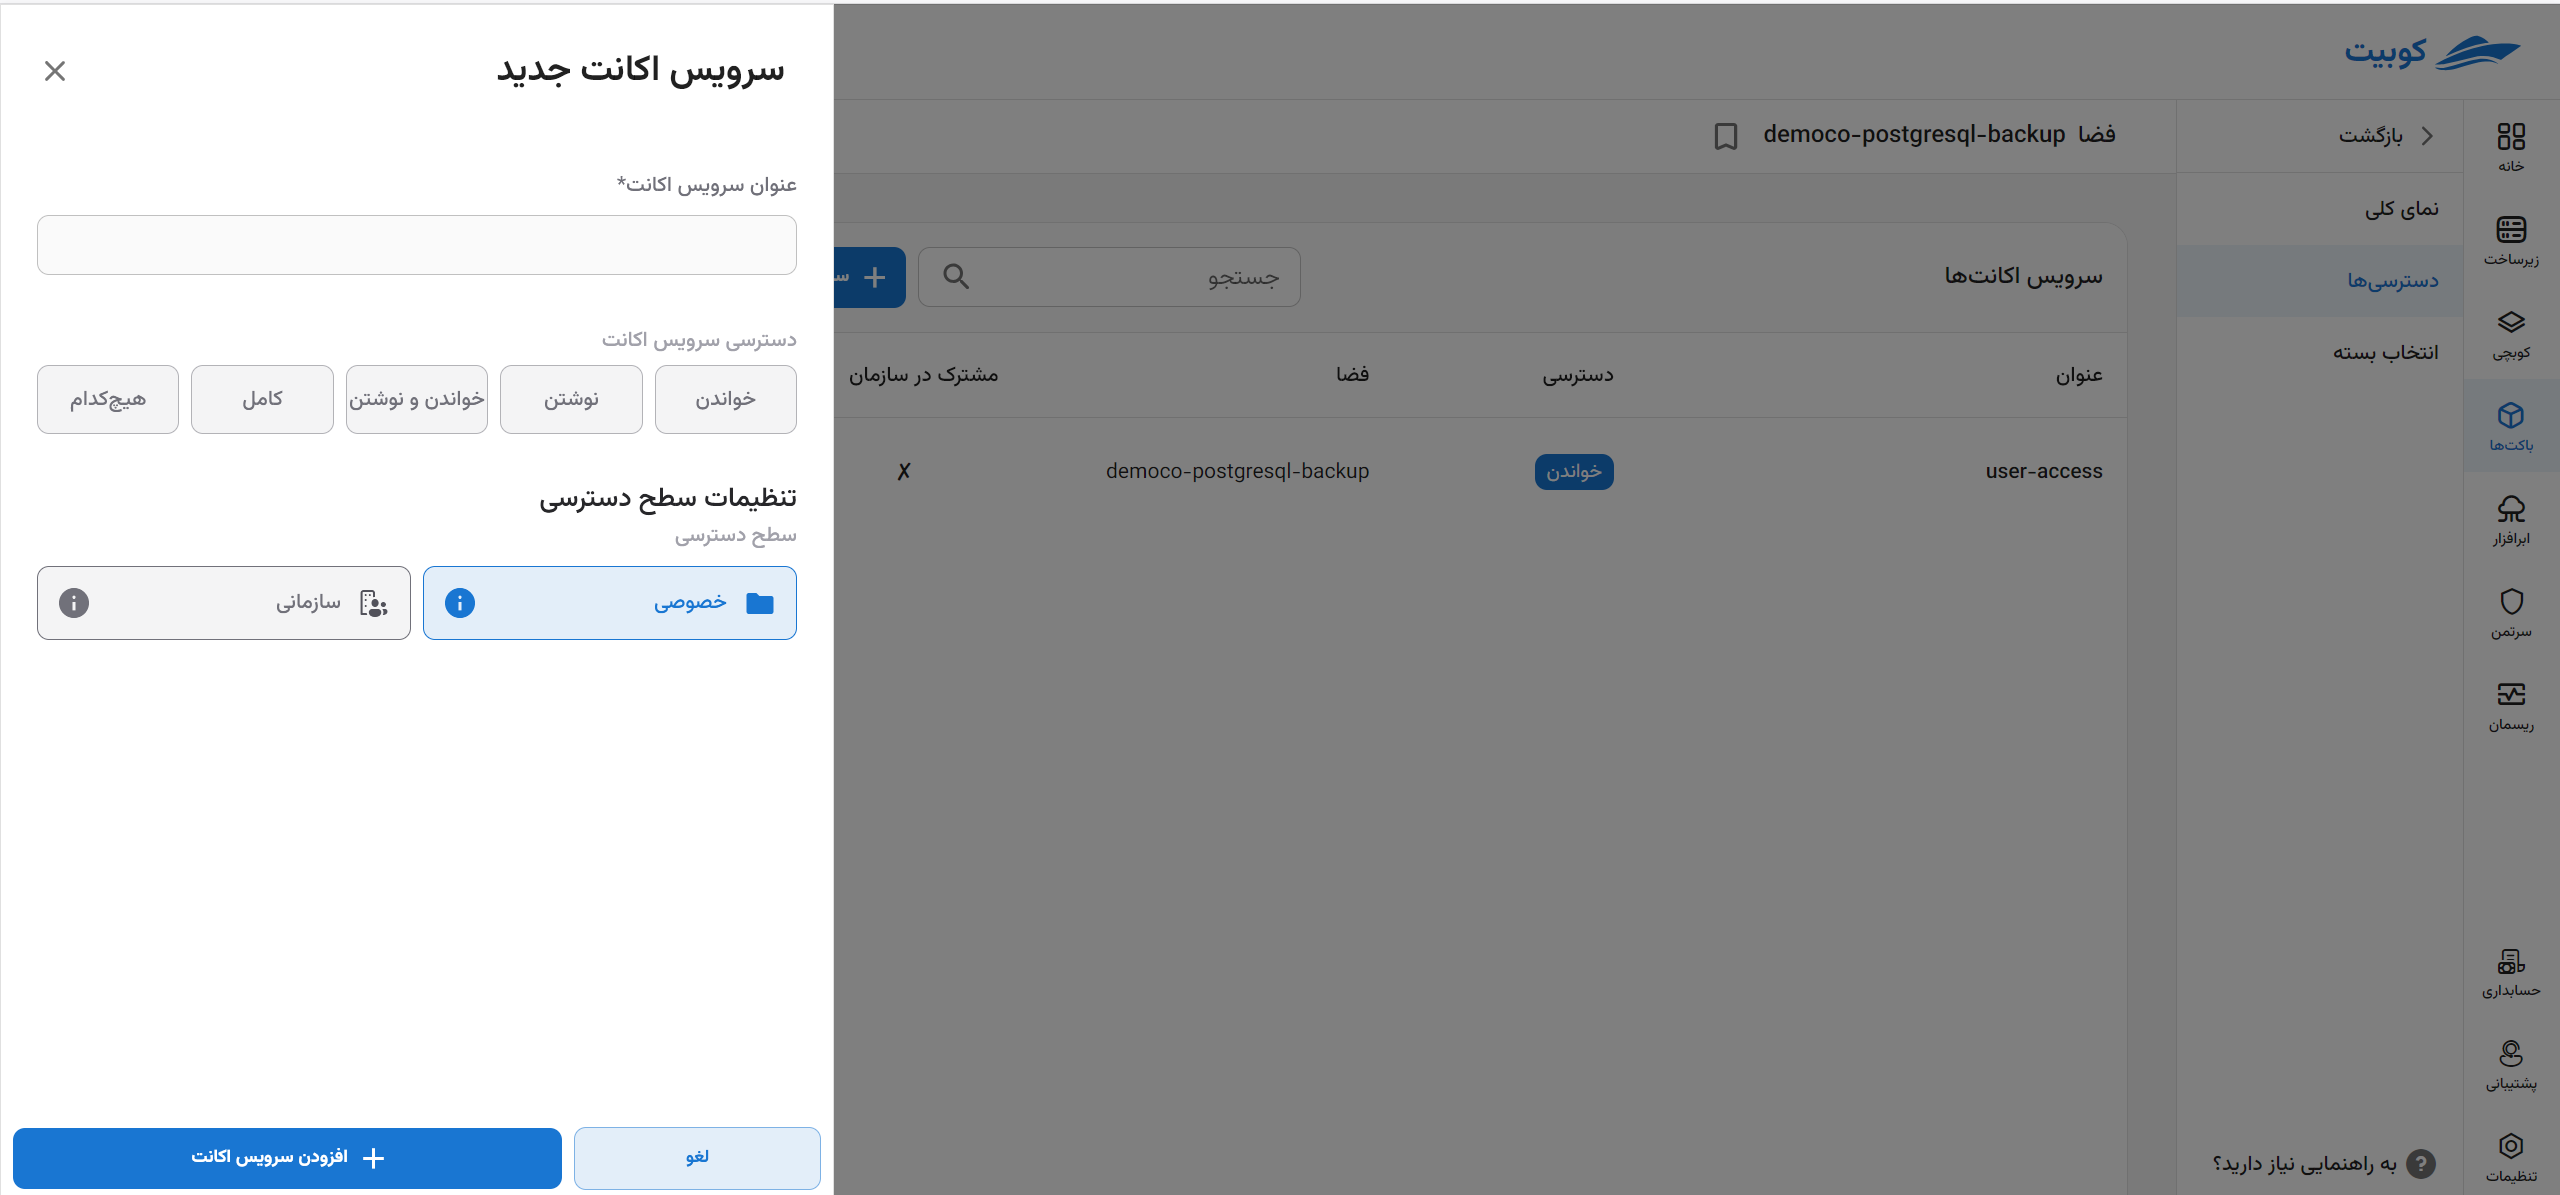 کوبیت
خانه
زیرساخت
کوبچی
باکت‌ها
ابرافزار
سرتمن
ریسمان
حسابداری
پشتیبانی
تنظیمات
بازگشت
نمای کلی
دسترسی‌ها
انتخاب بسته
به راهنمایی نیاز دارید؟
فضا democo-postgresql-backup
سرویس اکانت‌ها
جستجو
عنوان دسترسی فضا مشترک در سازمان
user-access خواندن democo-postgresql-backup ✗
سرویس اکانت جدید
عنوان سرویس اکانت*
دسترسی سرویس اکانت
خواندن نوشتن خواندن و نوشتن کامل هیچ‌کدام
تنظیمات سطح دسترسی
سطح دسترسی
خصوصی سازمانی
لغو افزودن سرویس اکانت